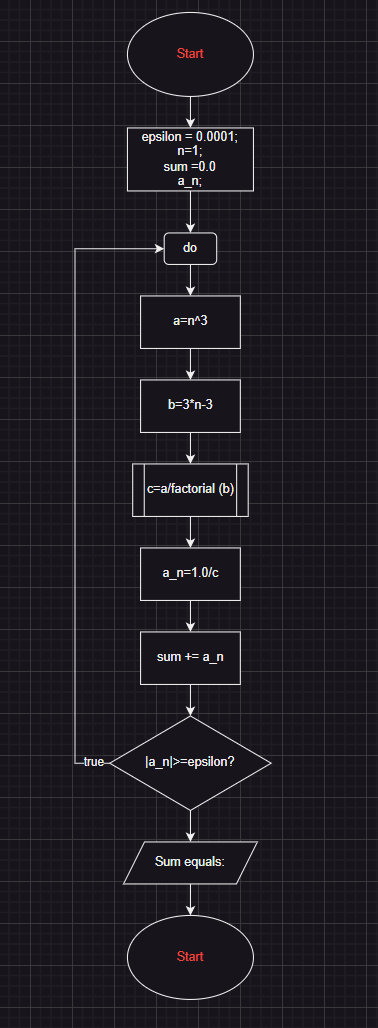 Start
epsilon = 0.0001;
n=1;
sum =0.0
a_n;
do
a=n^3
b=3*n-3
c=a/factorial (b)
a_n=1.0/c
sum += a_n
|a_n|>=epsilon?
true
Sum equals:
Start